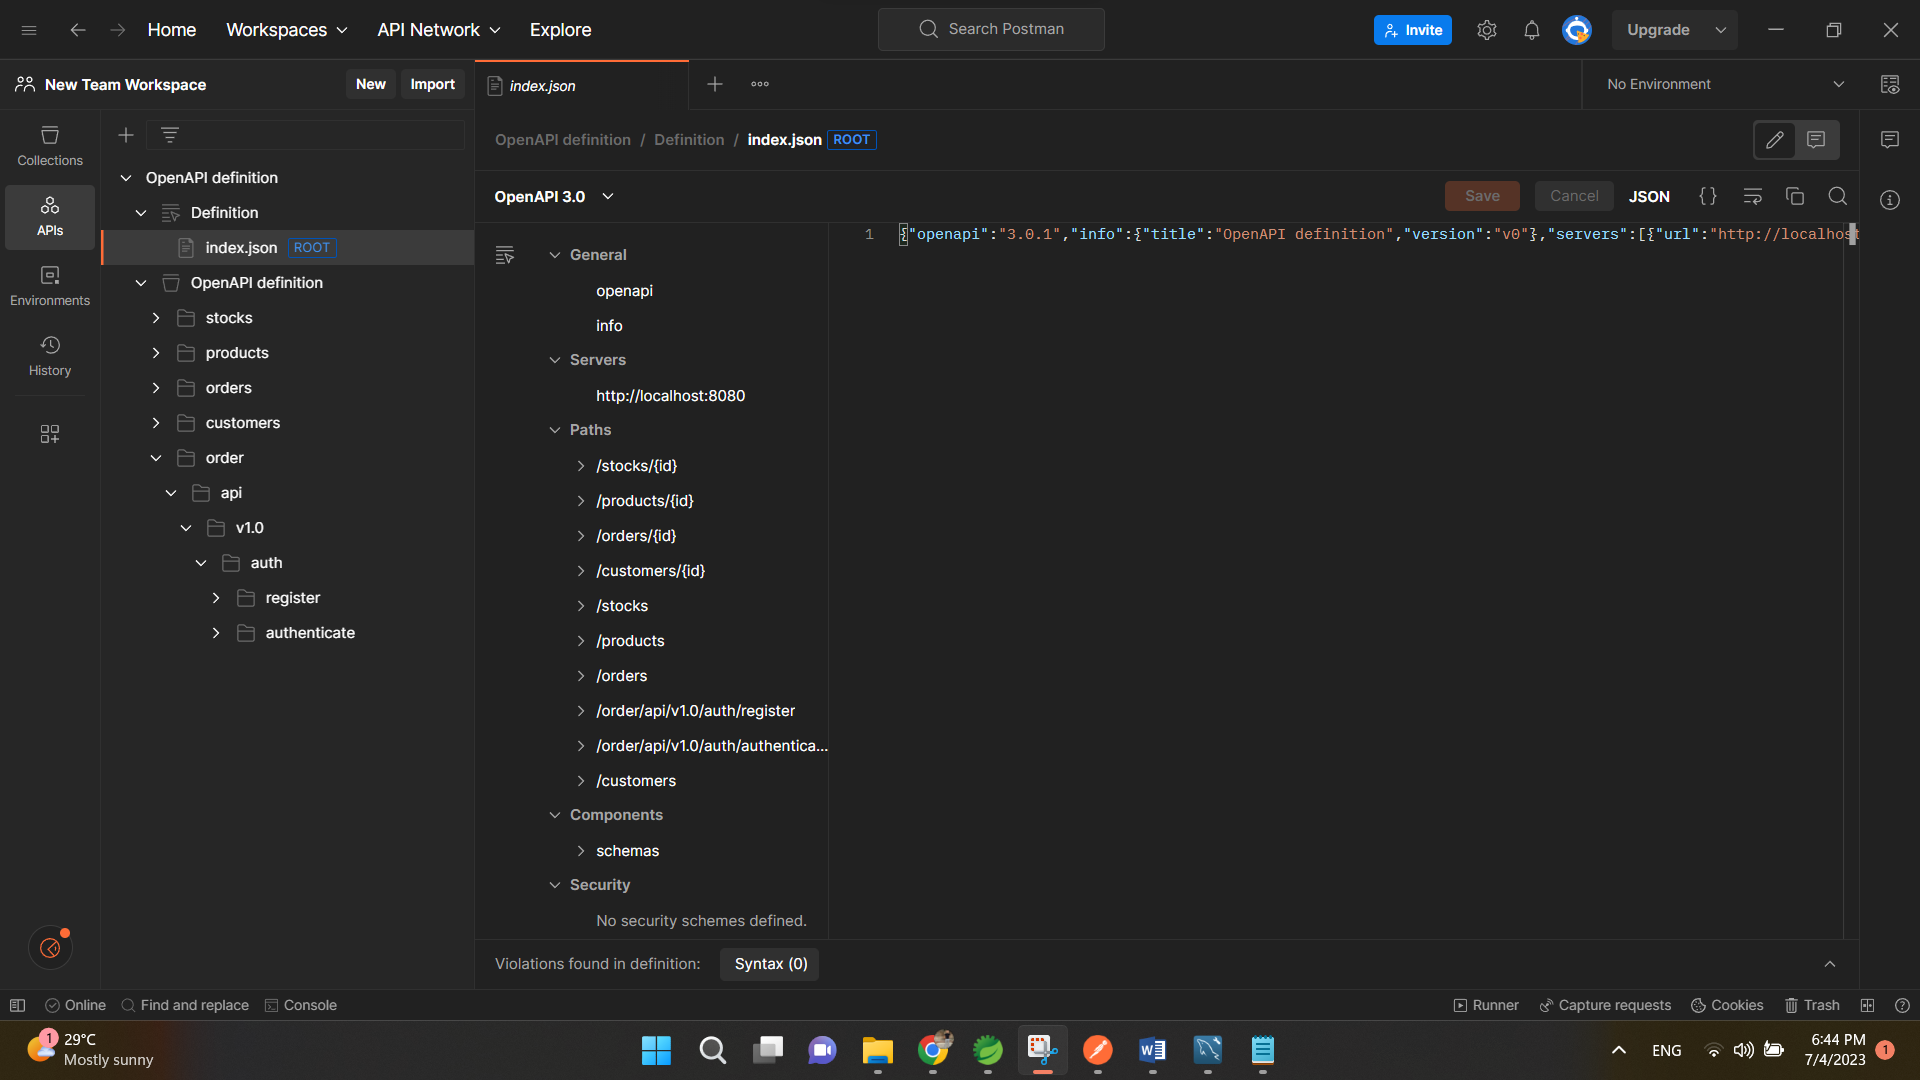 Home Workspaces API Network Explore Search Postman Invite Upgrade
New Team Workspace New Import index.json No Environment
OpenAPI definition / Definition / index.json ROOT
Collections
APIs
Environments
History
OpenAPI definition
Definition
index.json ROOT
OpenAPI definition
stocks
products
orders
customers
order
api
v1.0
auth
register
authenticate
OpenAPI 3.0 Save Cancel JSON
General
openapi
info
Servers
http://localhost:8080
Paths
/stocks/{id}
/products/{id}
/orders/{id}
/customers/{id}
/stocks
/products
/orders
/order/api/v1.0/auth/register
/order/api/v1.0/auth/authentica...
/customers
Components
schemas
Security
No security schemes defined.
1 {"openapi":"3.0.1","info":{"title":"OpenAPI definition","version":"v0"},"servers":[{"url":"http://localhost
Violations found in definition: Syntax (0)
Online Find and replace Console Runner Capture requests Cookies Trash
1 29°C
Mostly sunny
ENG
6:44 PM
7/4/2023
1